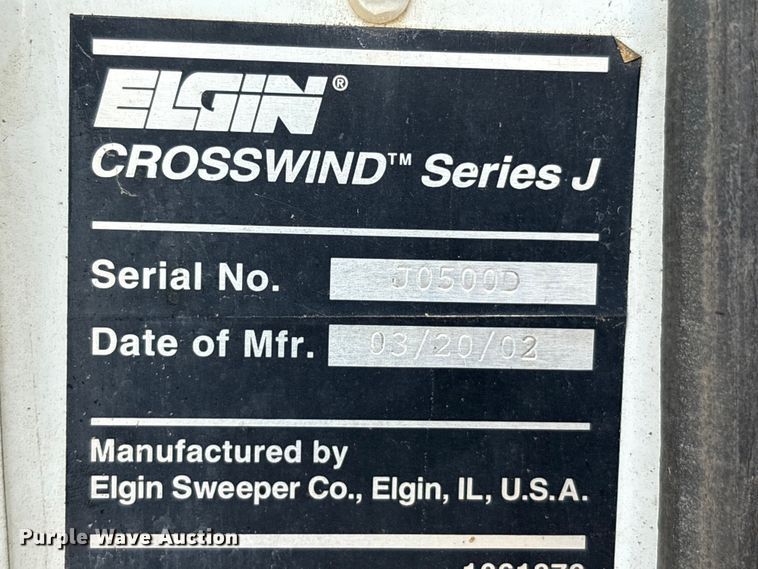 ELGIN®
CROSSWIND™ Series J
Serial No. J0500D
Date of Mfr. 03/20/02
Manufactured by
Elgin Sweeper Co., Elgin, IL, U.S.A.
Purple Wave Auction